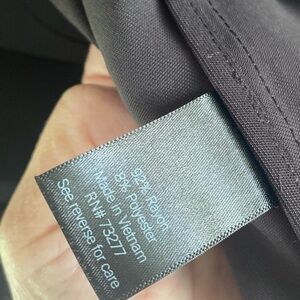 92% Rayon
8% Polyester
Made in Vietnam
RN# 73277
See reverse for care